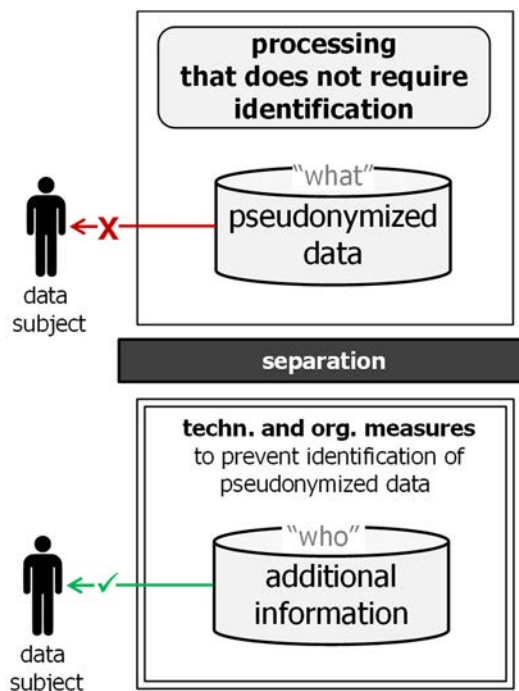 processing
that does not require
identification
"what"
pseudonymized
data
X
data
subject
separation
techn. and org. measures
to prevent identification of
pseudonymized data
"who"
additional
information
data
subject